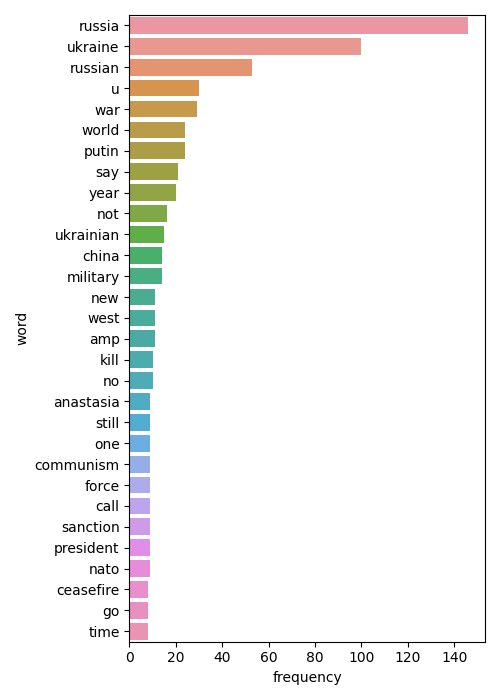 russia
ukraine
russian
u
war
world
putin
say
year
not
ukrainian
china
military
new
west
amp
kill
no
anastasia
still
one
communism
force
call
sanction
president
nato
ceasefire
go
time
word
0 20 40 60 80 100 120 140
frequency